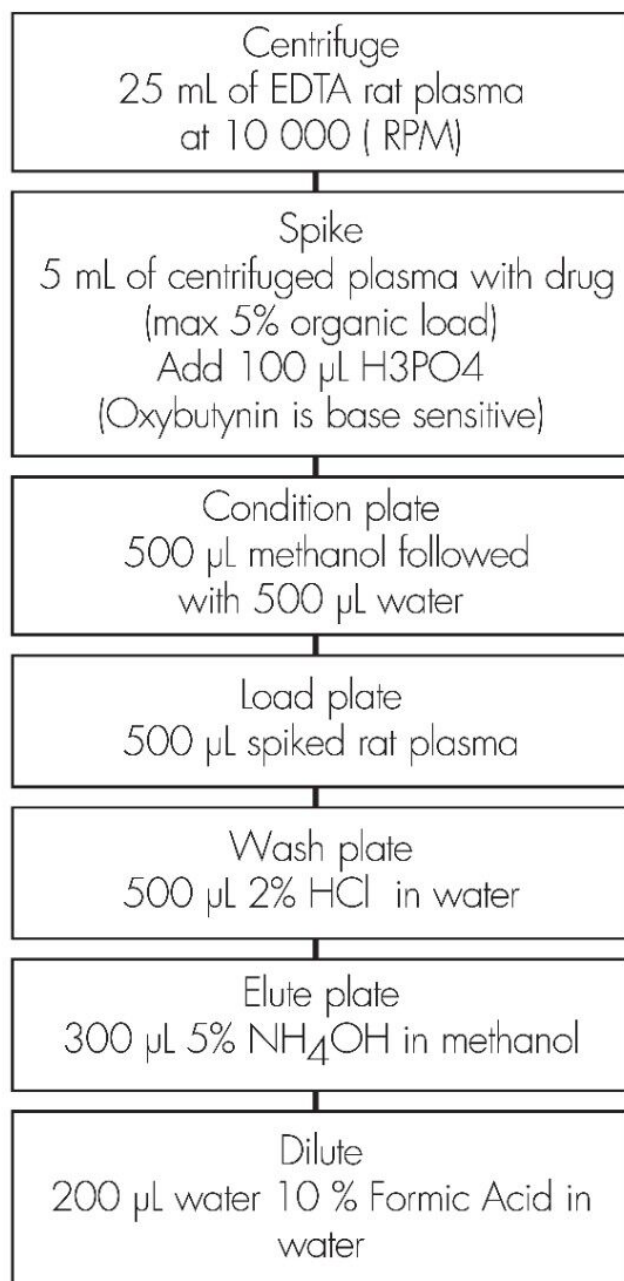 Centrifuge
25 mL of EDTA rat plasma
at 10 000 ( RPM)
Spike
5 mL of centrifuged plasma with drug
(max 5% organic load)
Add 100 µL H3PO4
(Oxybutynin is base sensitive)
Condition plate
500 µL methanol followed
with 500 µL water
Load plate
500 µL spiked rat plasma
Wash plate
500 µL 2% HCl in water
Elute plate
300 µL 5% NH₄OH in methanol
Dilute
200 µL water 10 % Formic Acid in
water